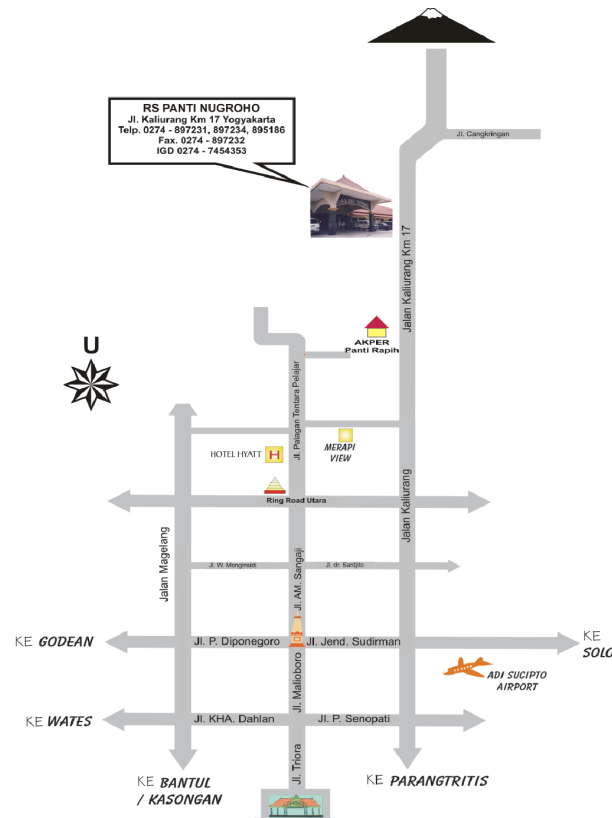 RS PANTI NUGROHO
Jl. Kaliurang Km 17 Yogyakarta
Telp. 0274 - 897231, 897234, 895186
Fax. 0274 - 897232
IGD 0274 - 7454353
Jl. Cangkringan
Jalan Kaliurang Km 17
AKPER
Panti Rapih
U
Jl. Palagan Tentara Pelajar
HOTEL HYATT
H
MERAPI
VIEW
Ring Road Utara
Jalan Magelang
Jalan Kaliurang
Jl. W. Monginsidi
Jl. dr. Sardjito
Jl. AM. Sangaji
KE GODEAN
Jl. P. Diponegoro
Jl. Jend. Sudirman
KE
SOLO
ADI SUCIPTO
AIRPORT
Jl. Malioboro
KE WATES
Jl. KHA. Dahlan
Jl. P. Senopati
Jl. Triora
KE BANTUL
/ KASONGAN
KE PARANGTRITIS